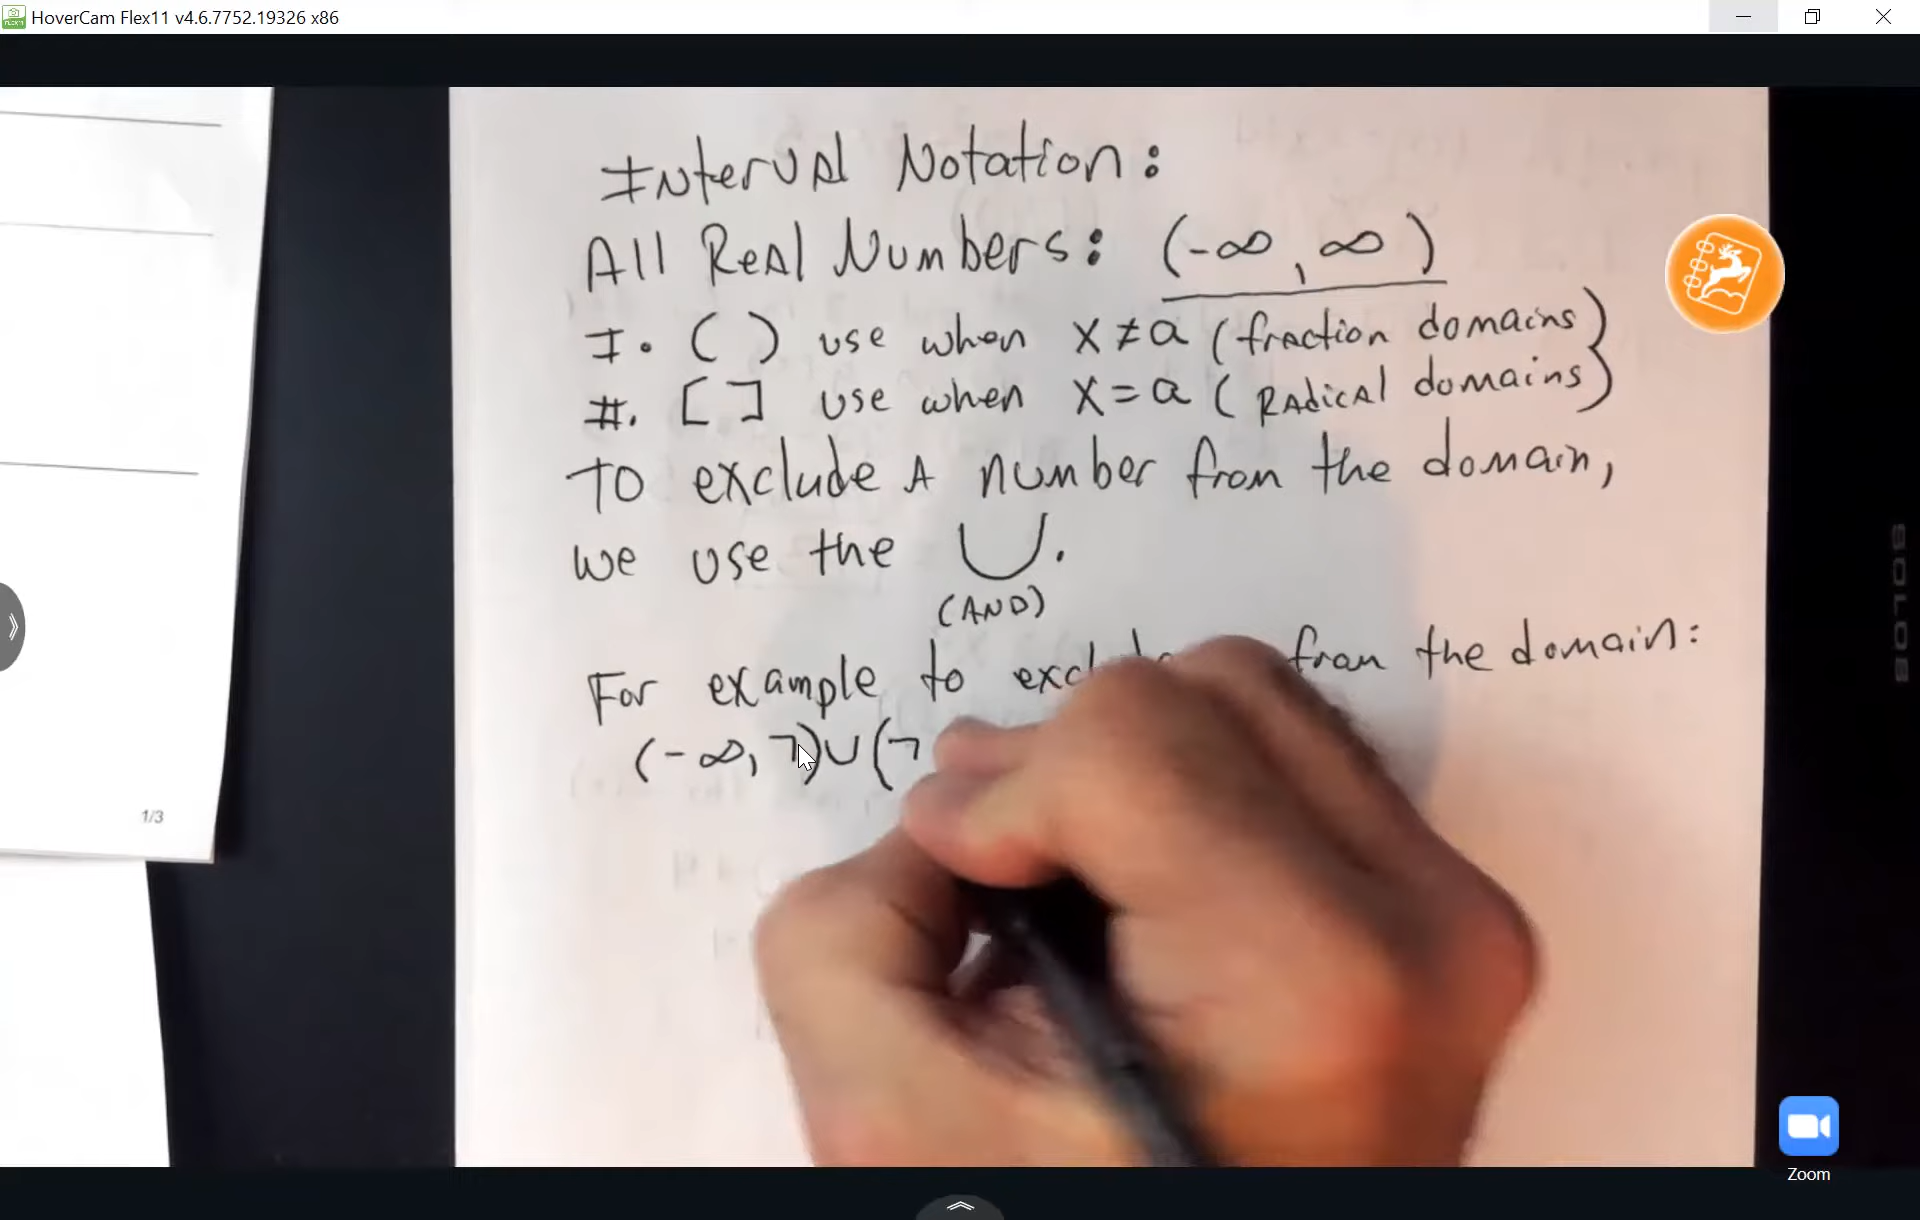 HoverCam Flex11 v4.6.7752.19326 x86
Interval Notation:
All Real Numbers: (-∞, ∞)
I. ( ) use when x≠a (fraction domains)
II. [ ] use when x=a (Radical domains)
To exclude A number from the domain,
we use the U.
(AND)
For example to from the domain:
(-∞, 7)U(7
1/3
SOLOS
Zoom